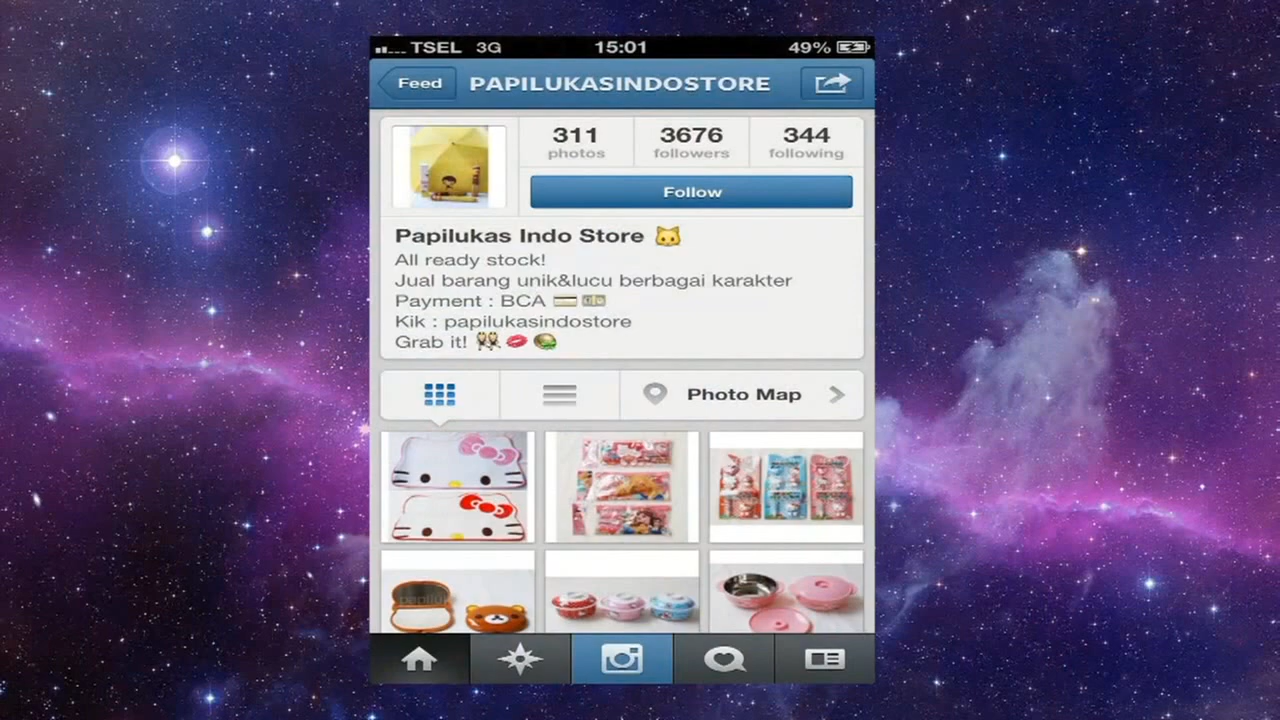 TSEL 3G 15:01 49%
Feed PAPILUKASINDOSTORE
311 3676 344
photos followers following
Follow
Papilukas Indo Store
All ready stock!
Jual barang unik&lucu berbagai karakter
Payment : BCA
Kik : papilukasindostore
Grab it!
Photo Map